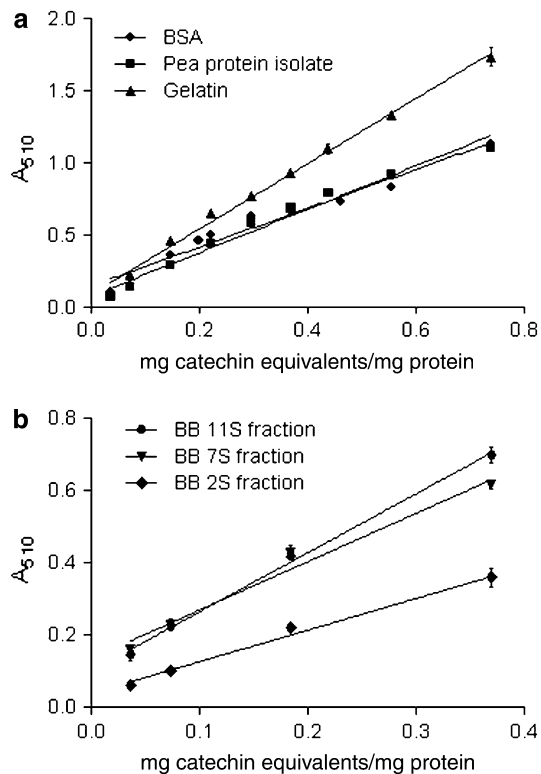 a
BSA
Pea protein isolate
Gelatin
2.0
1.5
1.0
0.5
0.0
A510
0.0 0.2 0.4 0.6 0.8
mg catechin equivalents/mg protein
b
BB 11S fraction
BB 7S fraction
BB 2S fraction
0.8
0.6
0.4
0.2
0.0
A510
0.0 0.1 0.2 0.3 0.4
mg catechin equivalents/mg protein